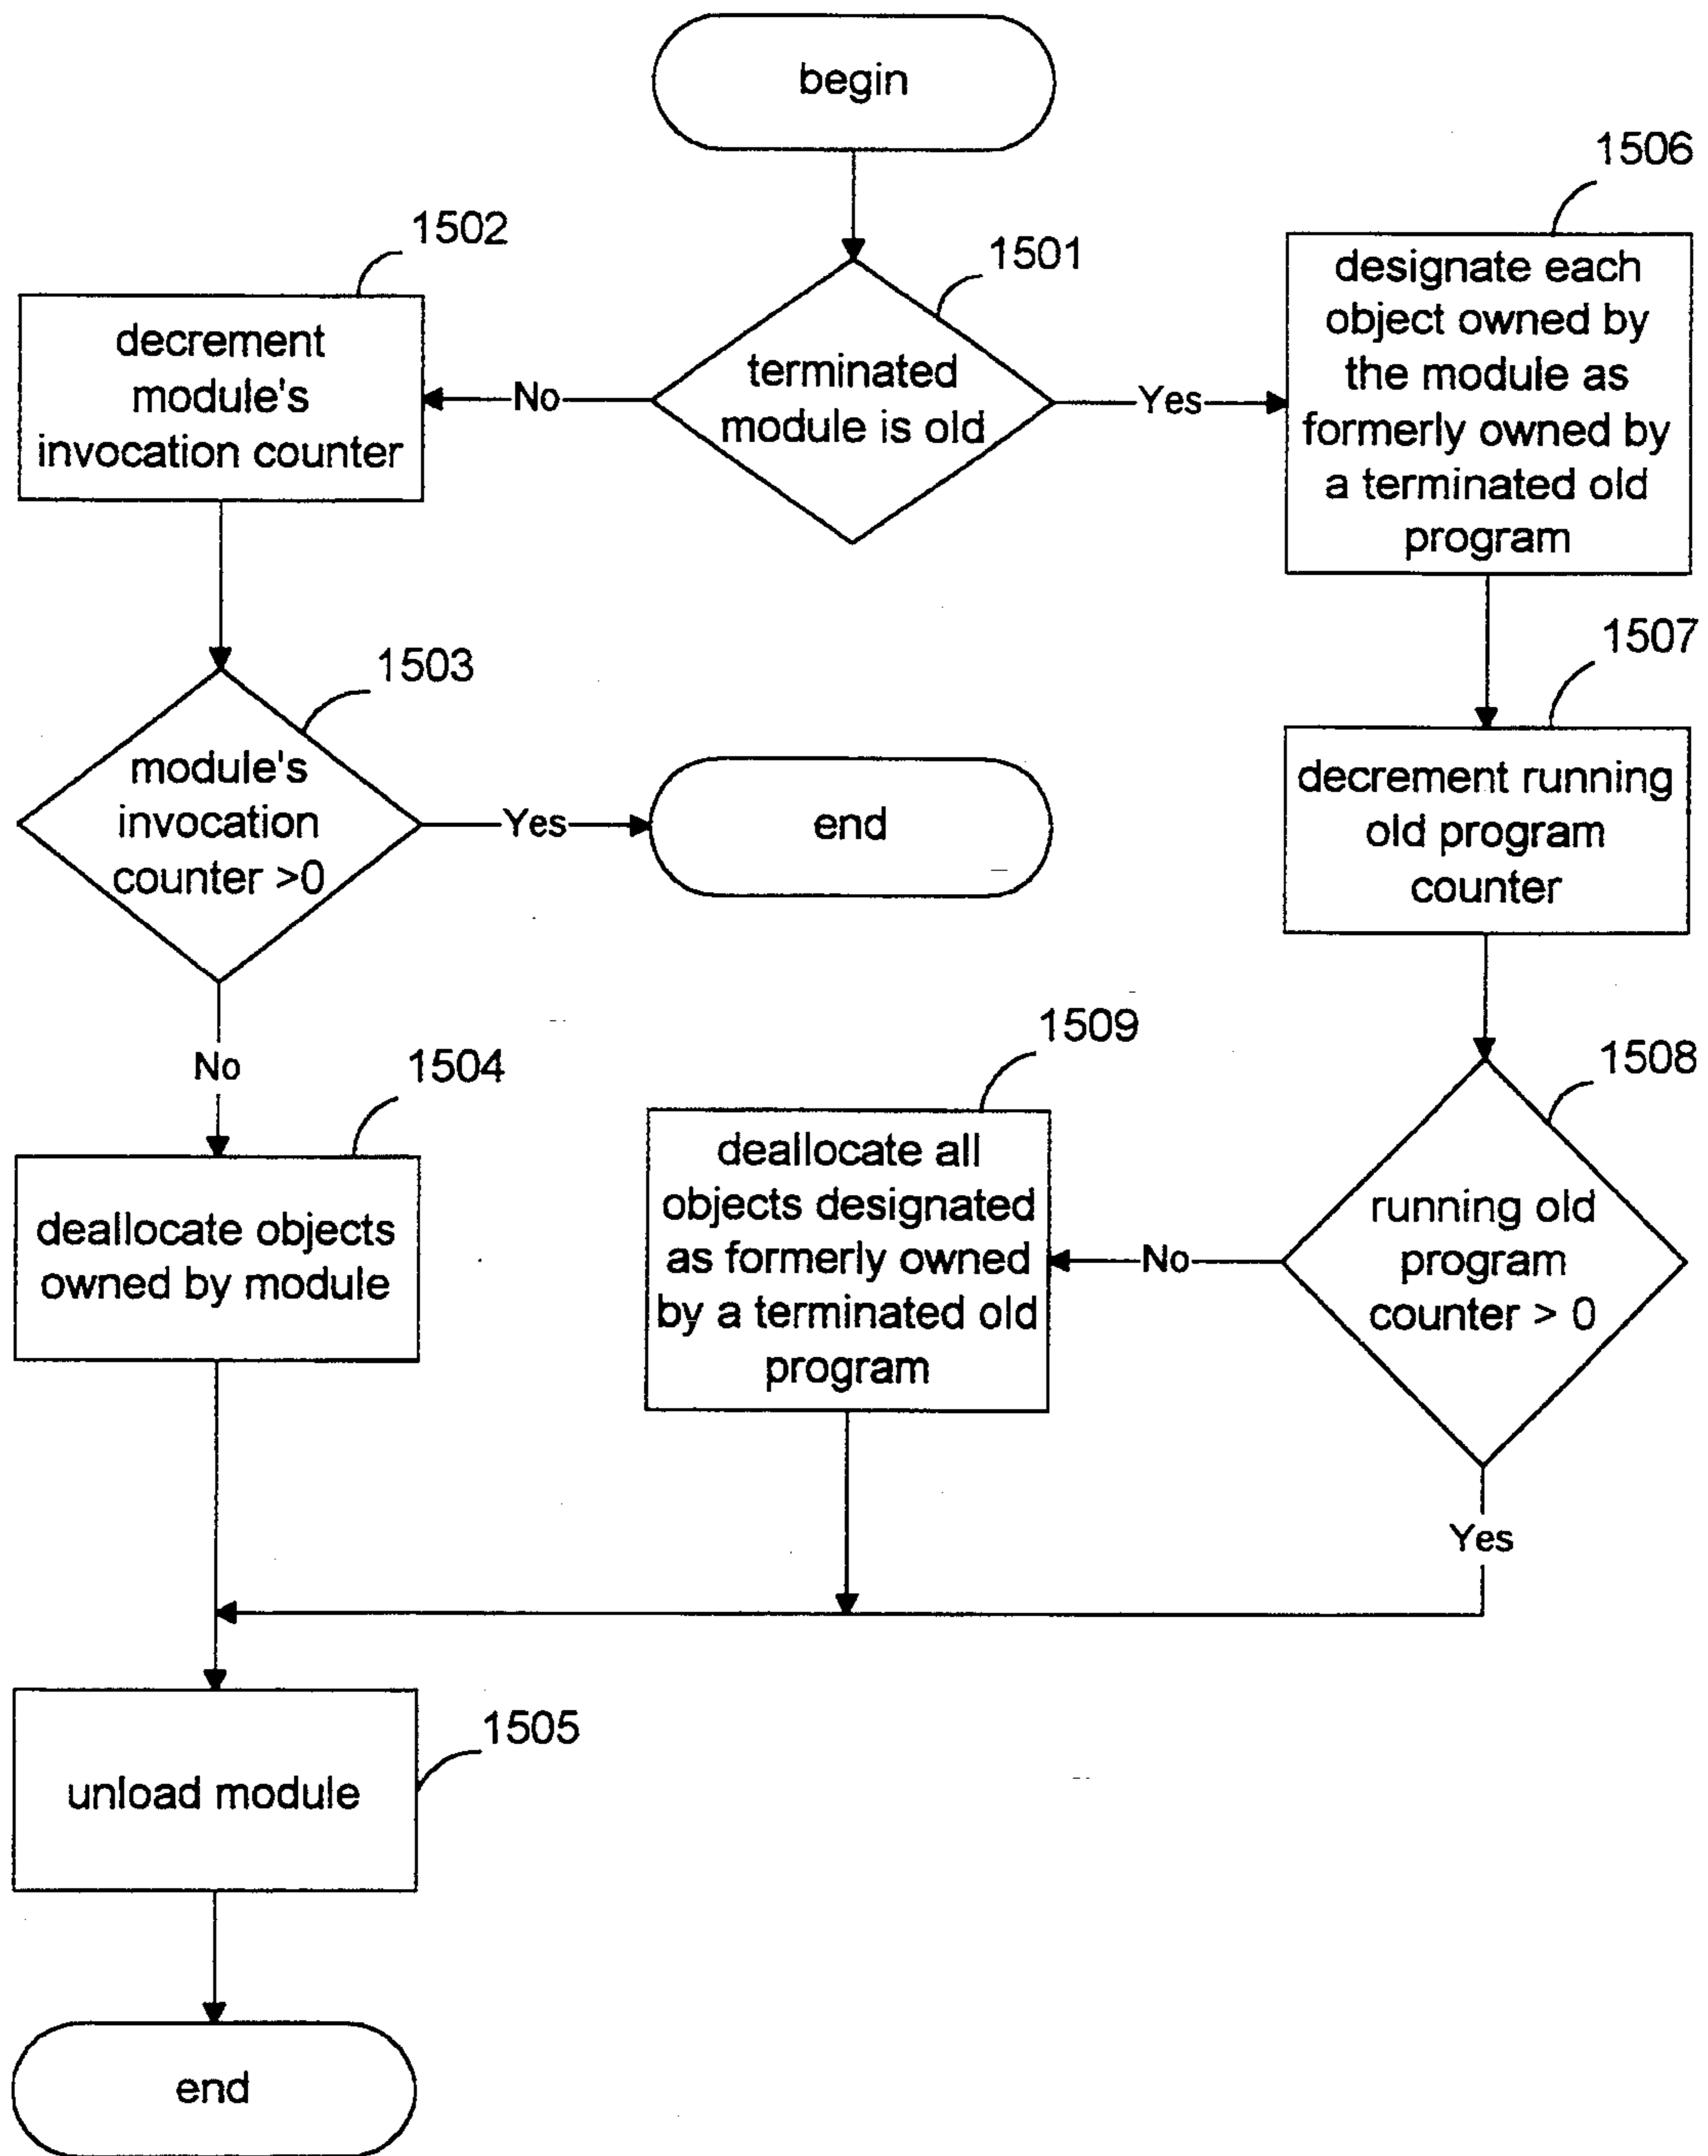 begin
1506
1502
1501
designate each
object owned by
the module as
formerly owned by
a terminated old
program
decrement
module's
invocation counter
No
terminated
module is old
Yes
1507
1503
module's
invocation
counter >0
Yes
end
decrement running
old program
counter
1509
1508
No
1504
deallocate all
objects designated
as formerly owned
by a terminated old
program
No
running old
program
counter > 0
deallocate objects
owned by module
Yes
1505
unload module
end